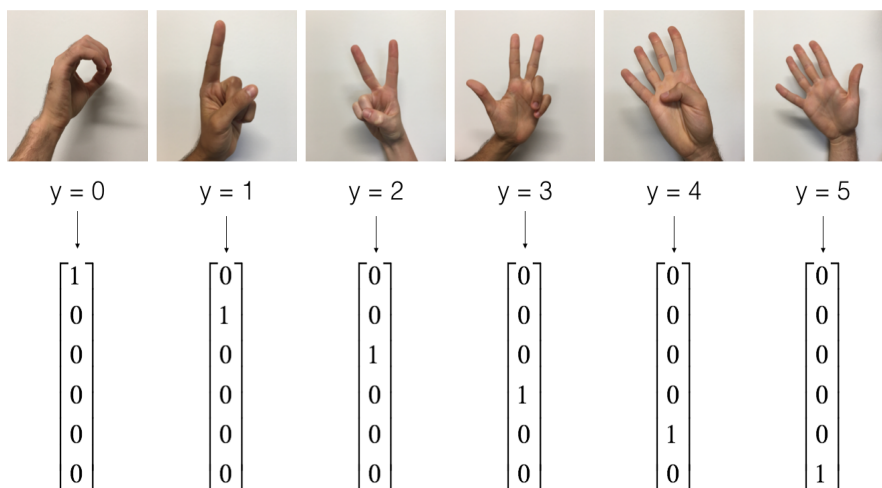 y = 0 y = 1 y = 2 y = 3 y = 4 y = 5
1 0 0 0 0 0
0 1 0 0 0 0
0 0 1 0 0 0
0 0 0 1 0 0
0 0 0 0 1 0
0 0 0 0 0 1